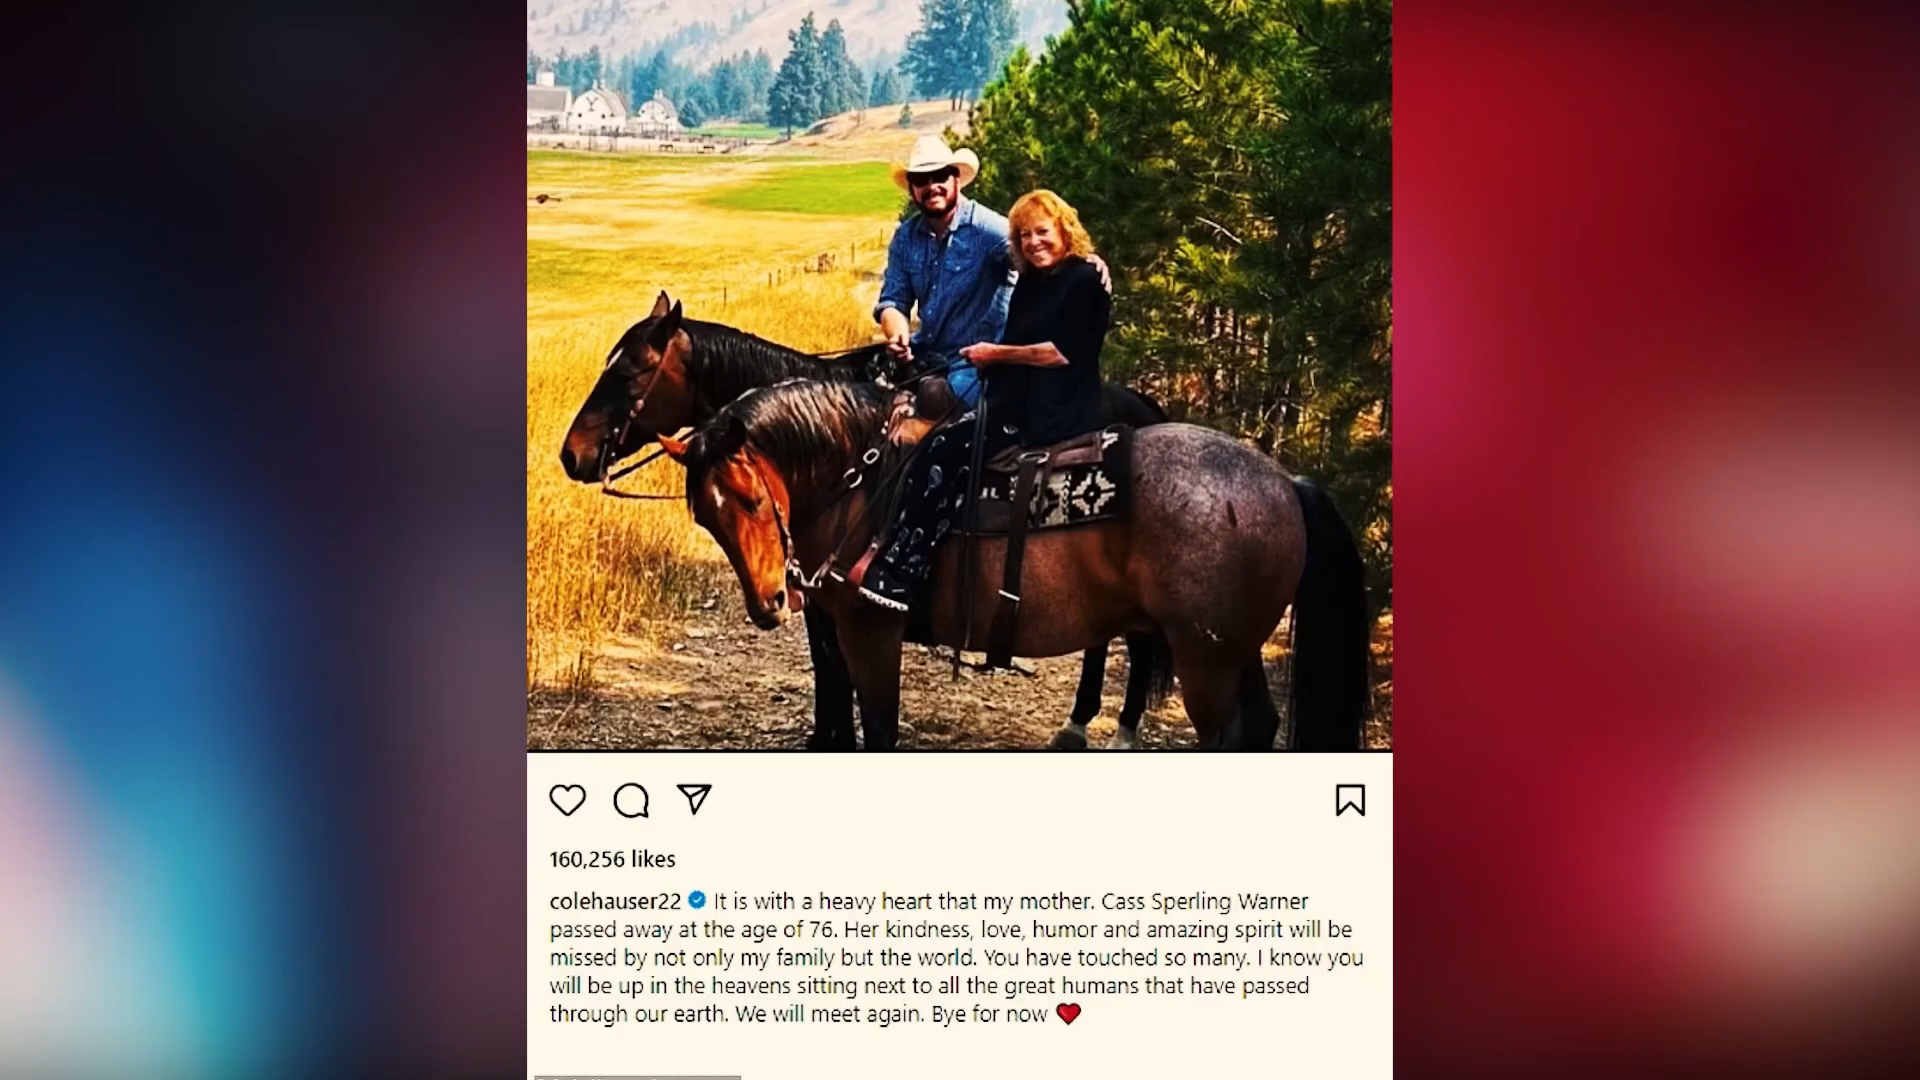 Y
160,256 likes
colehauser22 It is with a heavy heart that my mother. Cass Sperling Warner
passed away at the age of 76. Her kindness, love, humor and amazing spirit will be
missed by not only my family but the world. You have touched so many. I know you
will be up in the heavens sitting next to all the great humans that have passed
through our earth. We will meet again. Bye for now ❤️